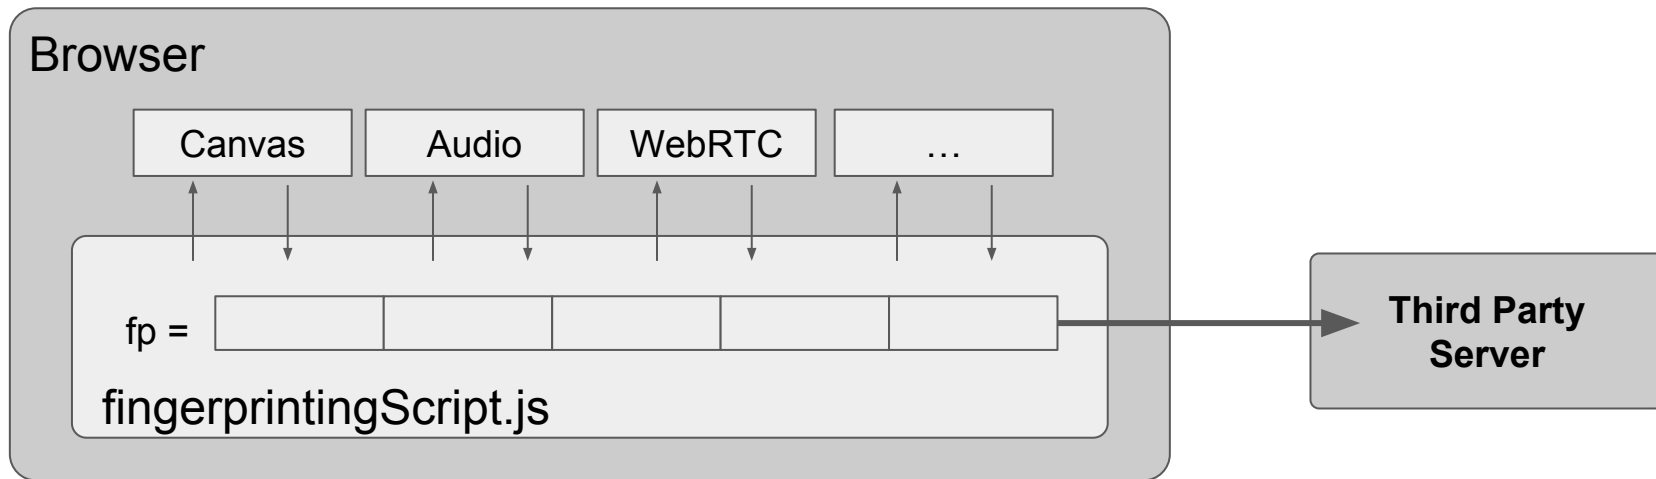 Browser
Canvas
Audio
WebRTC
...
fp =
fingerprintingScript.js
Third Party
Server